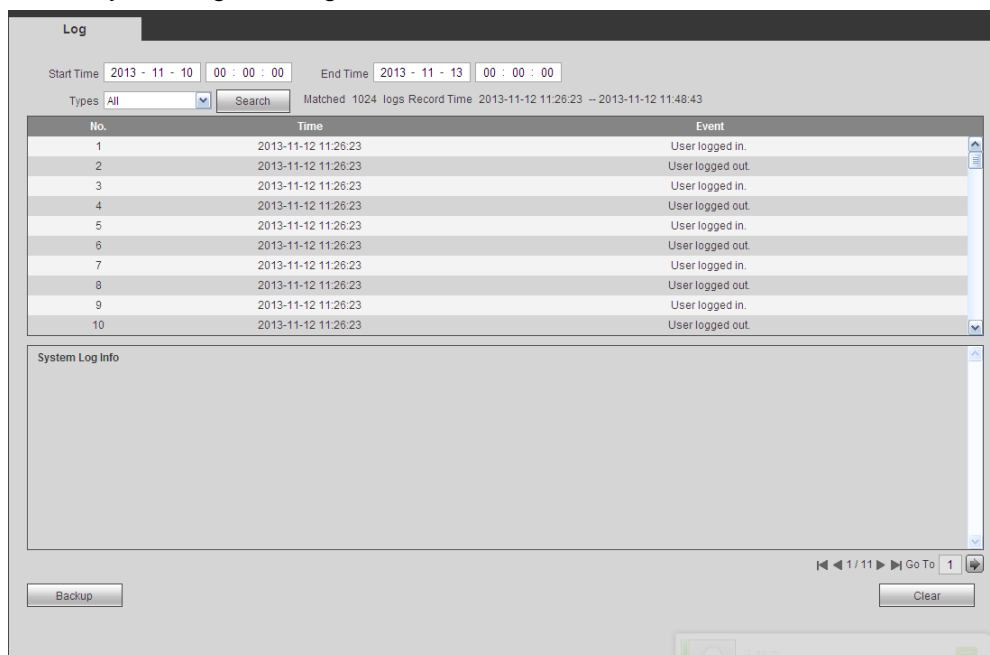 Log
Start Time 2013 - 11 - 10 00 : 00 : 00 End Time 2013 - 11 - 13 00 : 00 : 00
Types All Search Matched 1024 logs Record Time 2013-11-12 11:26:23 -- 2013-11-12 11:48:43
No. Time Event
1 2013-11-12 11:26:23 User logged in.
2 2013-11-12 11:26:23 User logged out.
3 2013-11-12 11:26:23 User logged in.
4 2013-11-12 11:26:23 User logged out.
5 2013-11-12 11:26:23 User logged in.
6 2013-11-12 11:26:23 User logged out.
7 2013-11-12 11:26:23 User logged in.
8 2013-11-12 11:26:23 User logged out.
9 2013-11-12 11:26:23 User logged in.
10 2013-11-12 11:26:23 User logged out.
System Log Info
1 / 11 Go To 1
Backup Clear